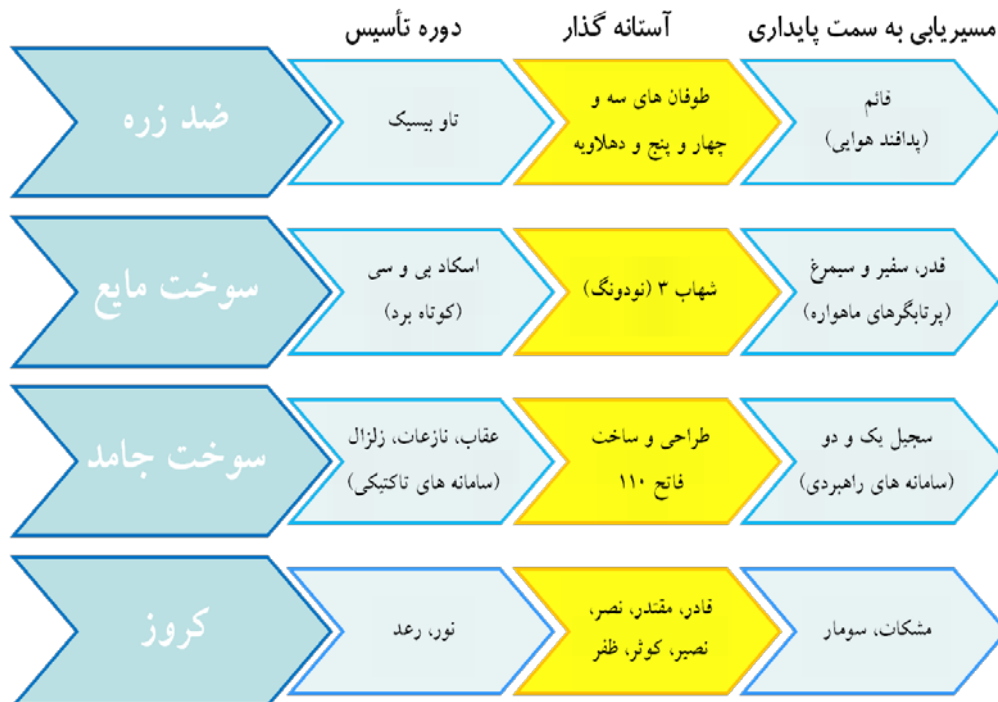 دوره تأسیس
آستانه گذار
مسیریابی به سمت پایداری
ضد زره
تاو بیسیک
طوفان های سه و
چهار و پنج و دهلاویه
قائم
(پدافند هوایی)
سوخت مایع
اسکاد بی و سی
(کوتاه برد)
شهاب ۳ (نودونگ)
قدر، سفیر و سیمرغ
(پرتابگرهای ماهواره)
سوخت جامد
عقاب، نازعات، زلزال
(سامانه های تاکتیکی)
طراحی و ساخت
فاتح ۱۱۰
سجیل یک و دو
(سامانه های راهبردی)
کروز
نور، رعد
قادر، مقتدر، نصر،
نصیر، کوثر، ظفر
مشکات، سومار